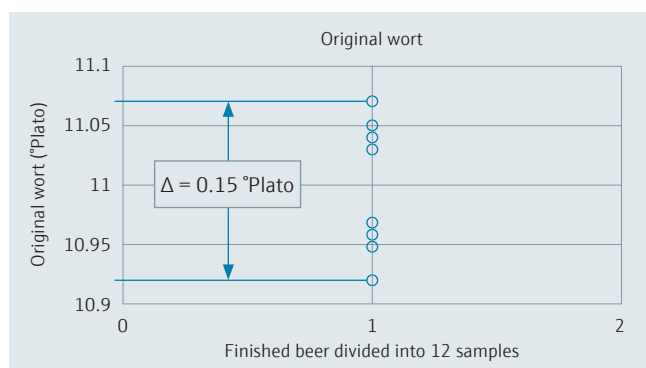 Original wort
11.1
11.05
11
10.95
10.9
Original wort (°Plato)
Δ = 0.15 °Plato
0 1 2
Finished beer divided into 12 samples